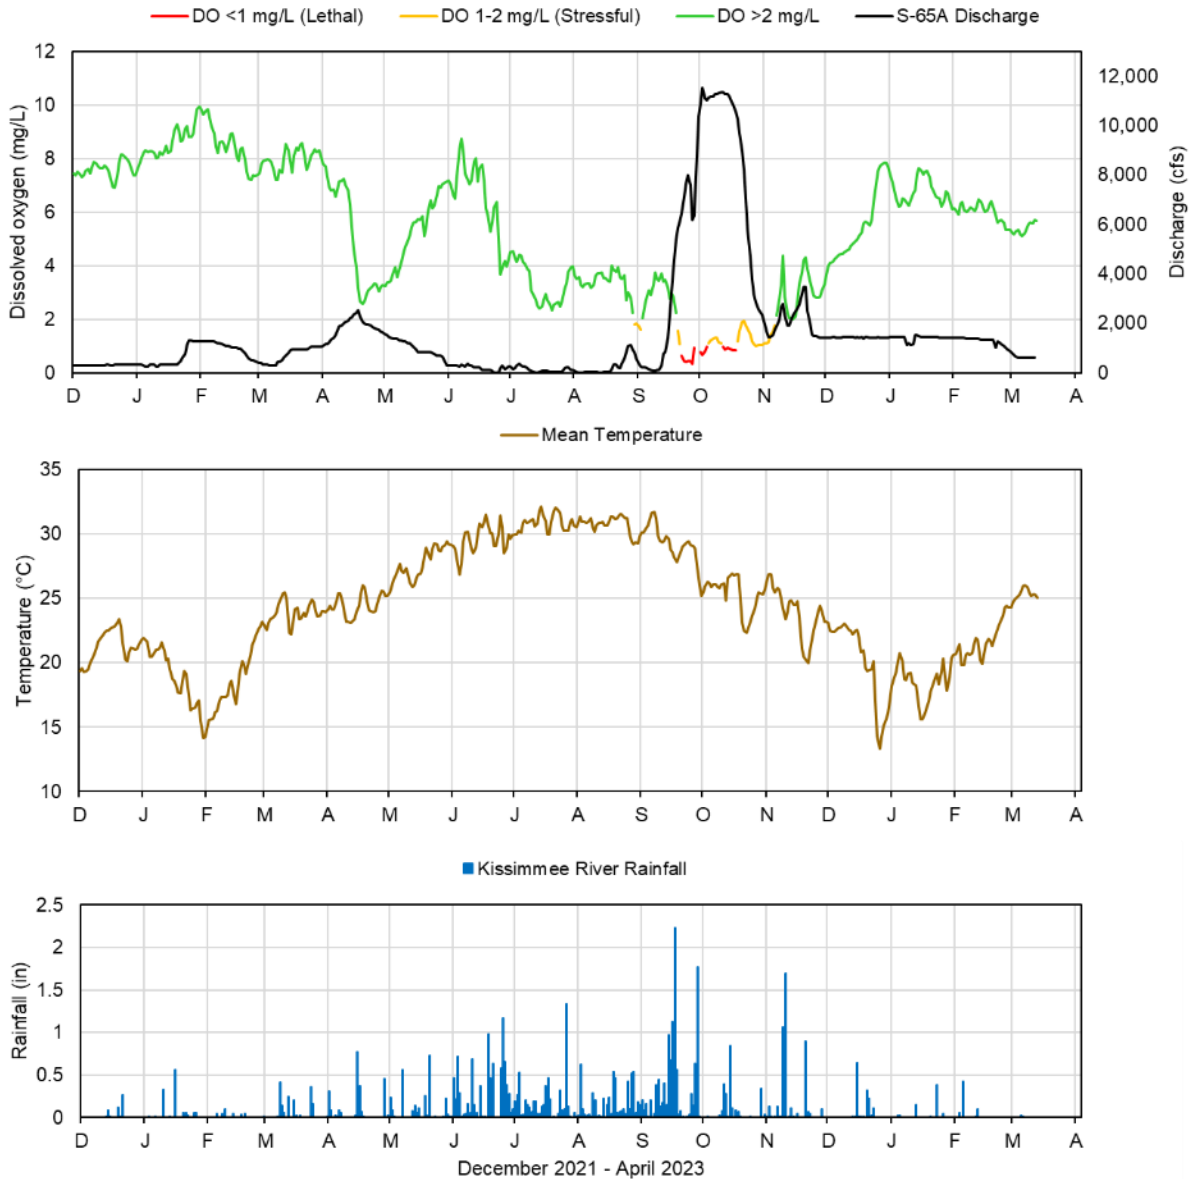 DO <1 mg/L (Lethal) DO 1-2 mg/L (Stressful) DO >2 mg/L S-65A Discharge
Dissolved oxygen (mg/L)
12
10
8
6
4
2
0
12,000
10,000
8,000
6,000
4,000
2,000
0
Discharge (cfs)
D J F M A M J J A S O N D J F M A
Mean Temperature
Temperature (°C)
35
30
25
20
15
10
D J F M A M J J A S O N D J F M A
Kissimmee River Rainfall
Rainfall (in)
2.5
2
1.5
1
0.5
0
D J F M A M J J A S O N D J F M A
December 2021 - April 2023